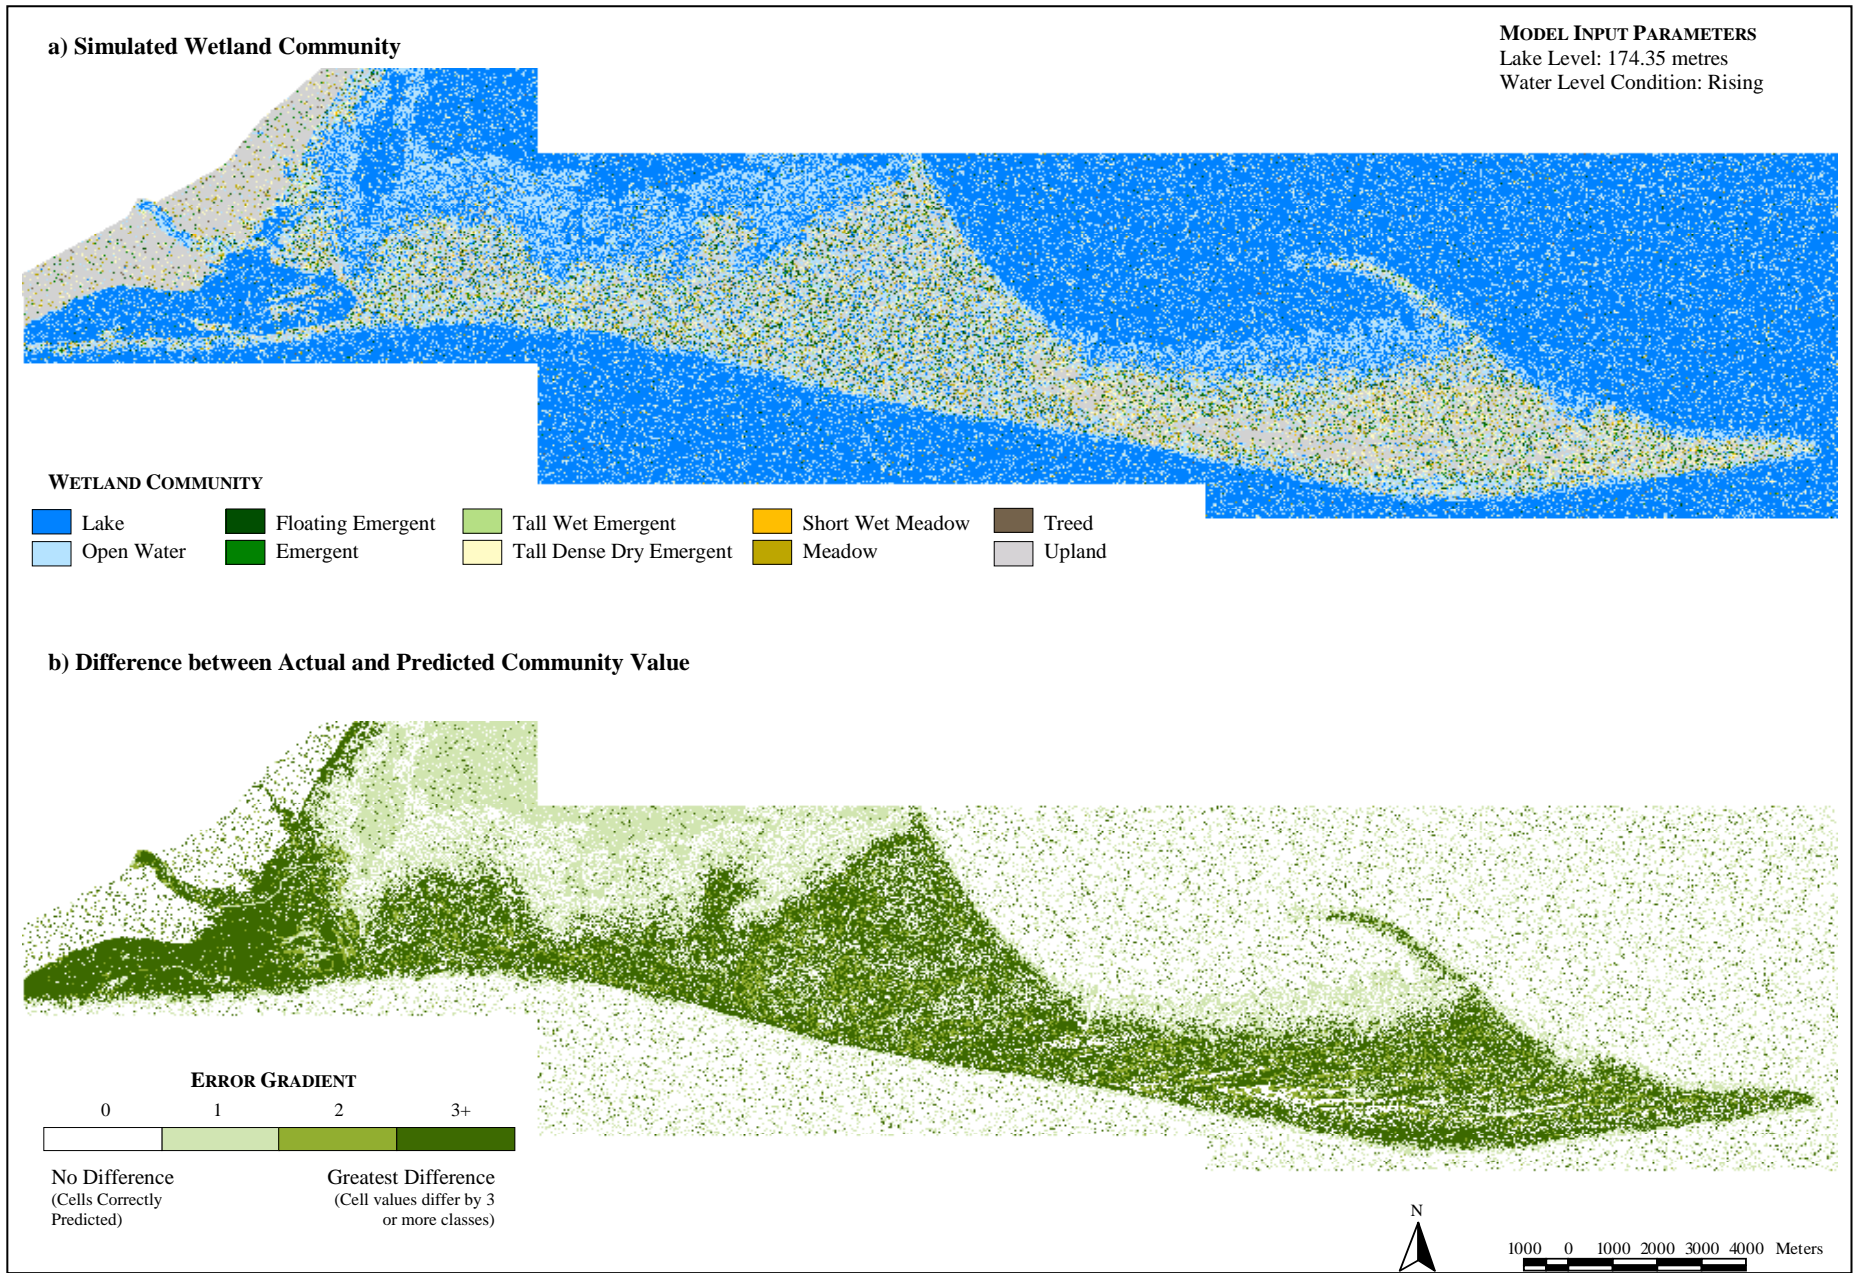 a) Simulated Wetland Community
MODEL INPUT PARAMETERS
Lake Level: 174.35 metres
Water Level Condition: Rising
WETLAND COMMUNITY
Lake
Floating Emergent
Tall Wet Emergent
Short Wet Meadow
Treed
Open Water
Emergent
Tall Dense Dry Emergent
Meadow
Upland
b) Difference between Actual and Predicted Community Value
ERROR GRADIENT
0 1 2 3+
No Difference
(Cells Correctly
Predicted)
Greatest Difference
(Cell values differ by 3
or more classes)
N
1000 0 1000 2000 3000 4000 Meters